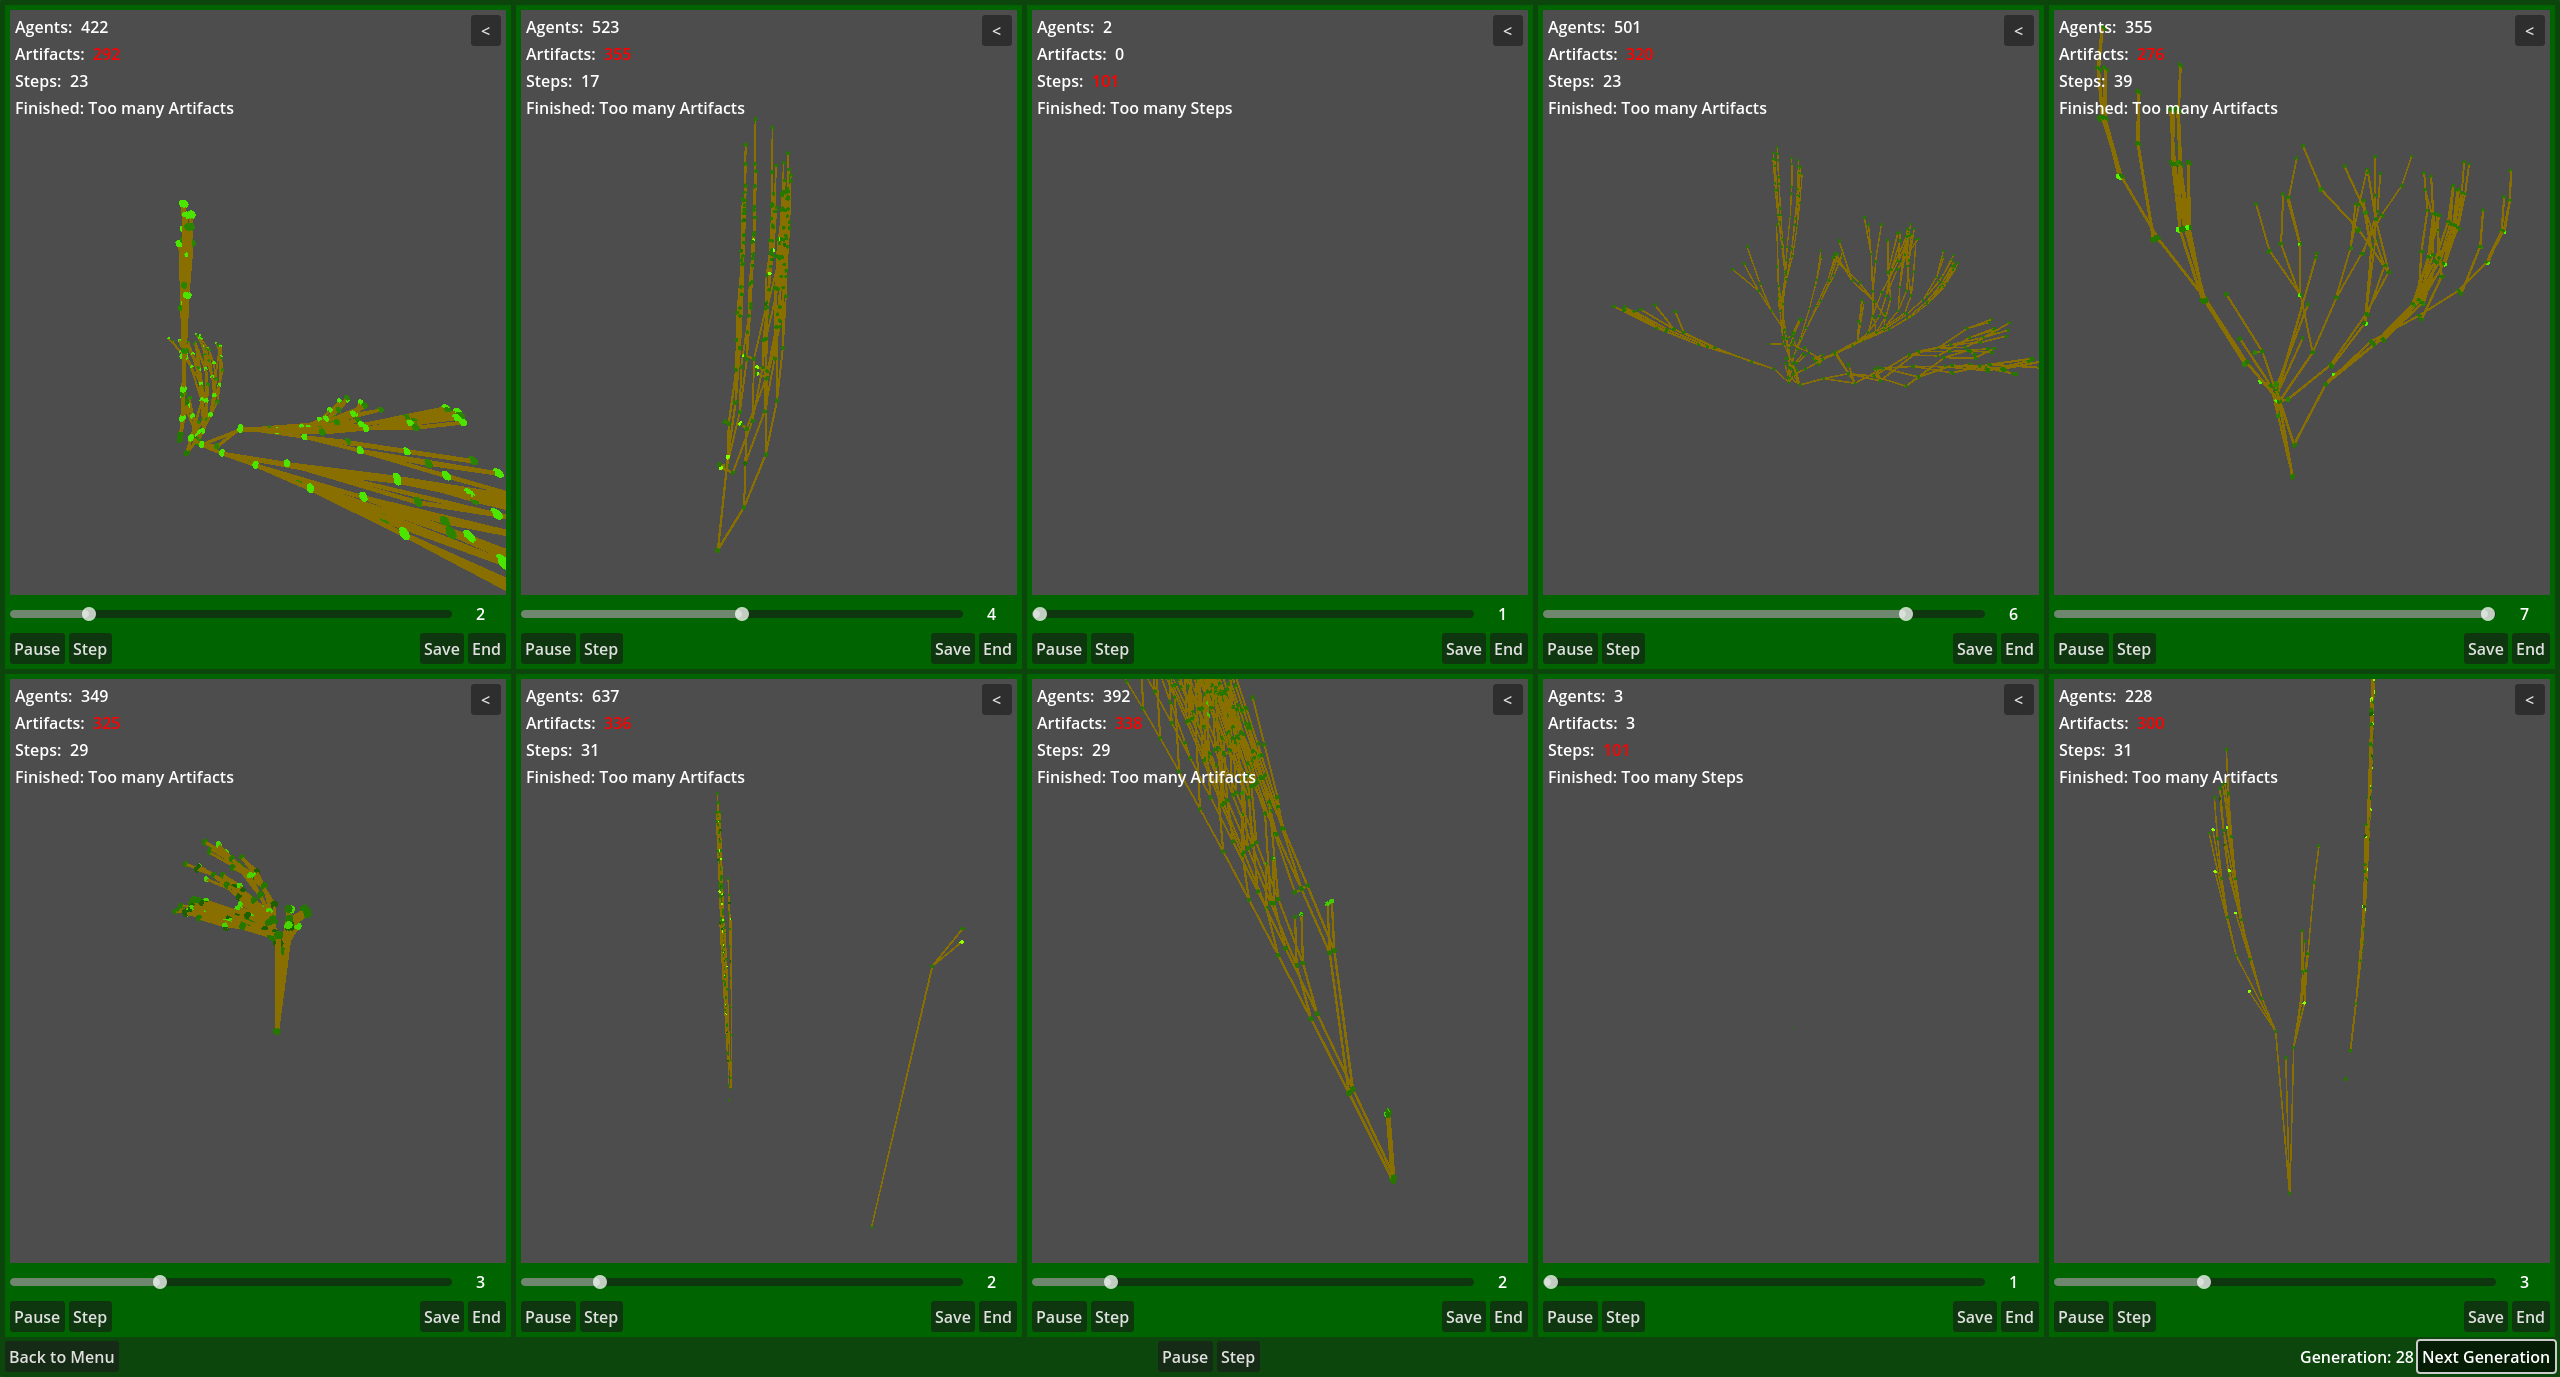 Agents: 422
<
Artifacts: 292
Steps: 23
Finished: Too many Artifacts
2
Pause Step Save End
Agents: 523
<
Artifacts: 355
Steps: 17
Finished: Too many Artifacts
4
Pause Step Save End
Agents: 2
<
Artifacts: 0
Steps: 101
Finished: Too many Steps
1
Pause Step Save End
Agents: 501
<
Artifacts: 320
Steps: 23
Finished: Too many Artifacts
6
Pause Step Save End
Agents: 355
<
Artifacts: 276
Steps: 39
Finished: Too many Artifacts
7
Pause Step Save End
Agents: 349
<
Artifacts: 325
Steps: 29
Finished: Too many Artifacts
3
Pause Step Save End
Agents: 637
<
Artifacts: 336
Steps: 31
Finished: Too many Artifacts
2
Pause Step Save End
Agents: 392
<
Artifacts: 338
Steps: 29
Finished: Too many Artifacts
2
Pause Step Save End
Agents: 3
<
Artifacts: 3
Steps: 101
Finished: Too many Steps
1
Pause Step Save End
Agents: 228
<
Artifacts: 300
Steps: 31
Finished: Too many Artifacts
3
Pause Step Save End
Back to Menu Pause Step Generation: 28 Next Generation